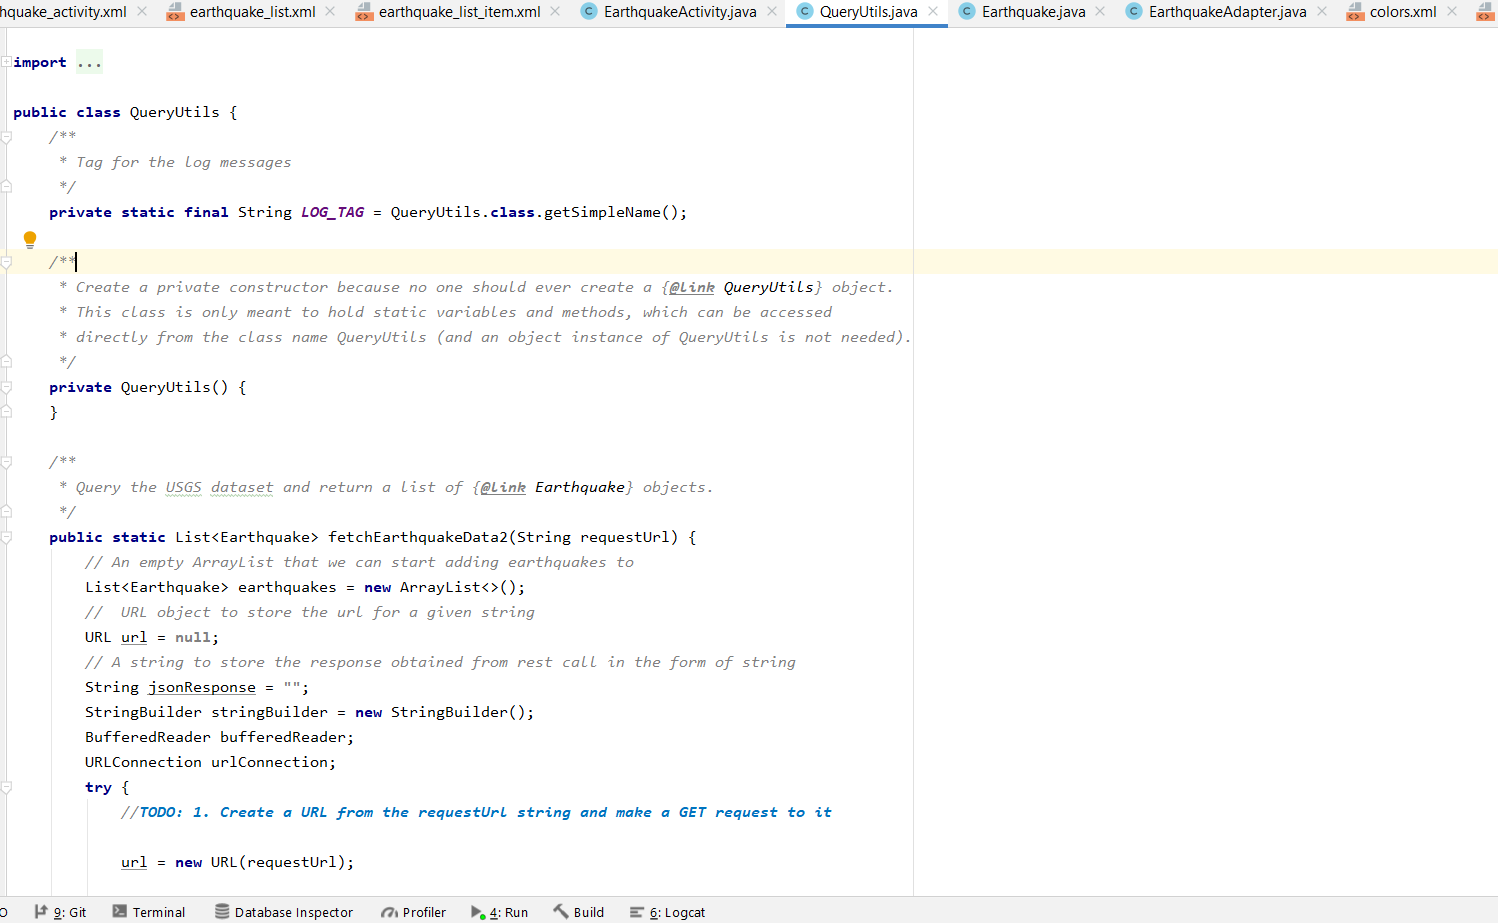 hquake_activity.xml earthquake_list.xml earthquake_list_item.xml EarthquakeActivity.java QueryUtils.java Earthquake.java EarthquakeAdapter.java colors.xml
import ...
public class QueryUtils {
/**
* Tag for the log messages
*/
private static final String LOG_TAG = QueryUtils.class.getSimpleName();
/**
* Create a private constructor because no one should ever create a {@link QueryUtils} object.
* This class is only meant to hold static variables and methods, which can be accessed
* directly from the class name QueryUtils (and an object instance of QueryUtils is not needed).
*/
private QueryUtils() {
}
/**
* Query the USGS dataset and return a list of {@link Earthquake} objects.
*/
public static List<Earthquake> fetchEarthquakeData2(String requestUrl) {
// An empty ArrayList that we can start adding earthquakes to
List<Earthquake> earthquakes = new ArrayList<>();
//  URL object to store the url for a given string
URL url = null;
// A string to store the response obtained from rest call in the form of string
String jsonResponse = "";
StringBuilder stringBuilder = new StringBuilder();
BufferedReader bufferedReader;
URLConnection urlConnection;
try {
//TODO: 1. Create a URL from the requestUrl string and make a GET request to it
url = new URL(requestUrl);
O 9: Git Terminal Database Inspector Profiler 4: Run Build 6: Logcat